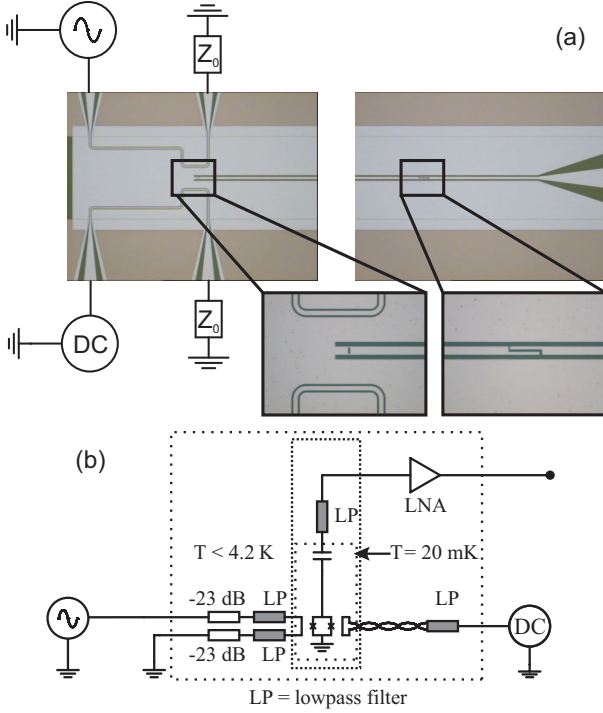 (a)
Z₀
Z₀
DC
(b)
LNA
LP
T < 4.2 K
T = 20 mK
-23 dB
LP
LP
DC
-23 dB
LP
LP = lowpass filter